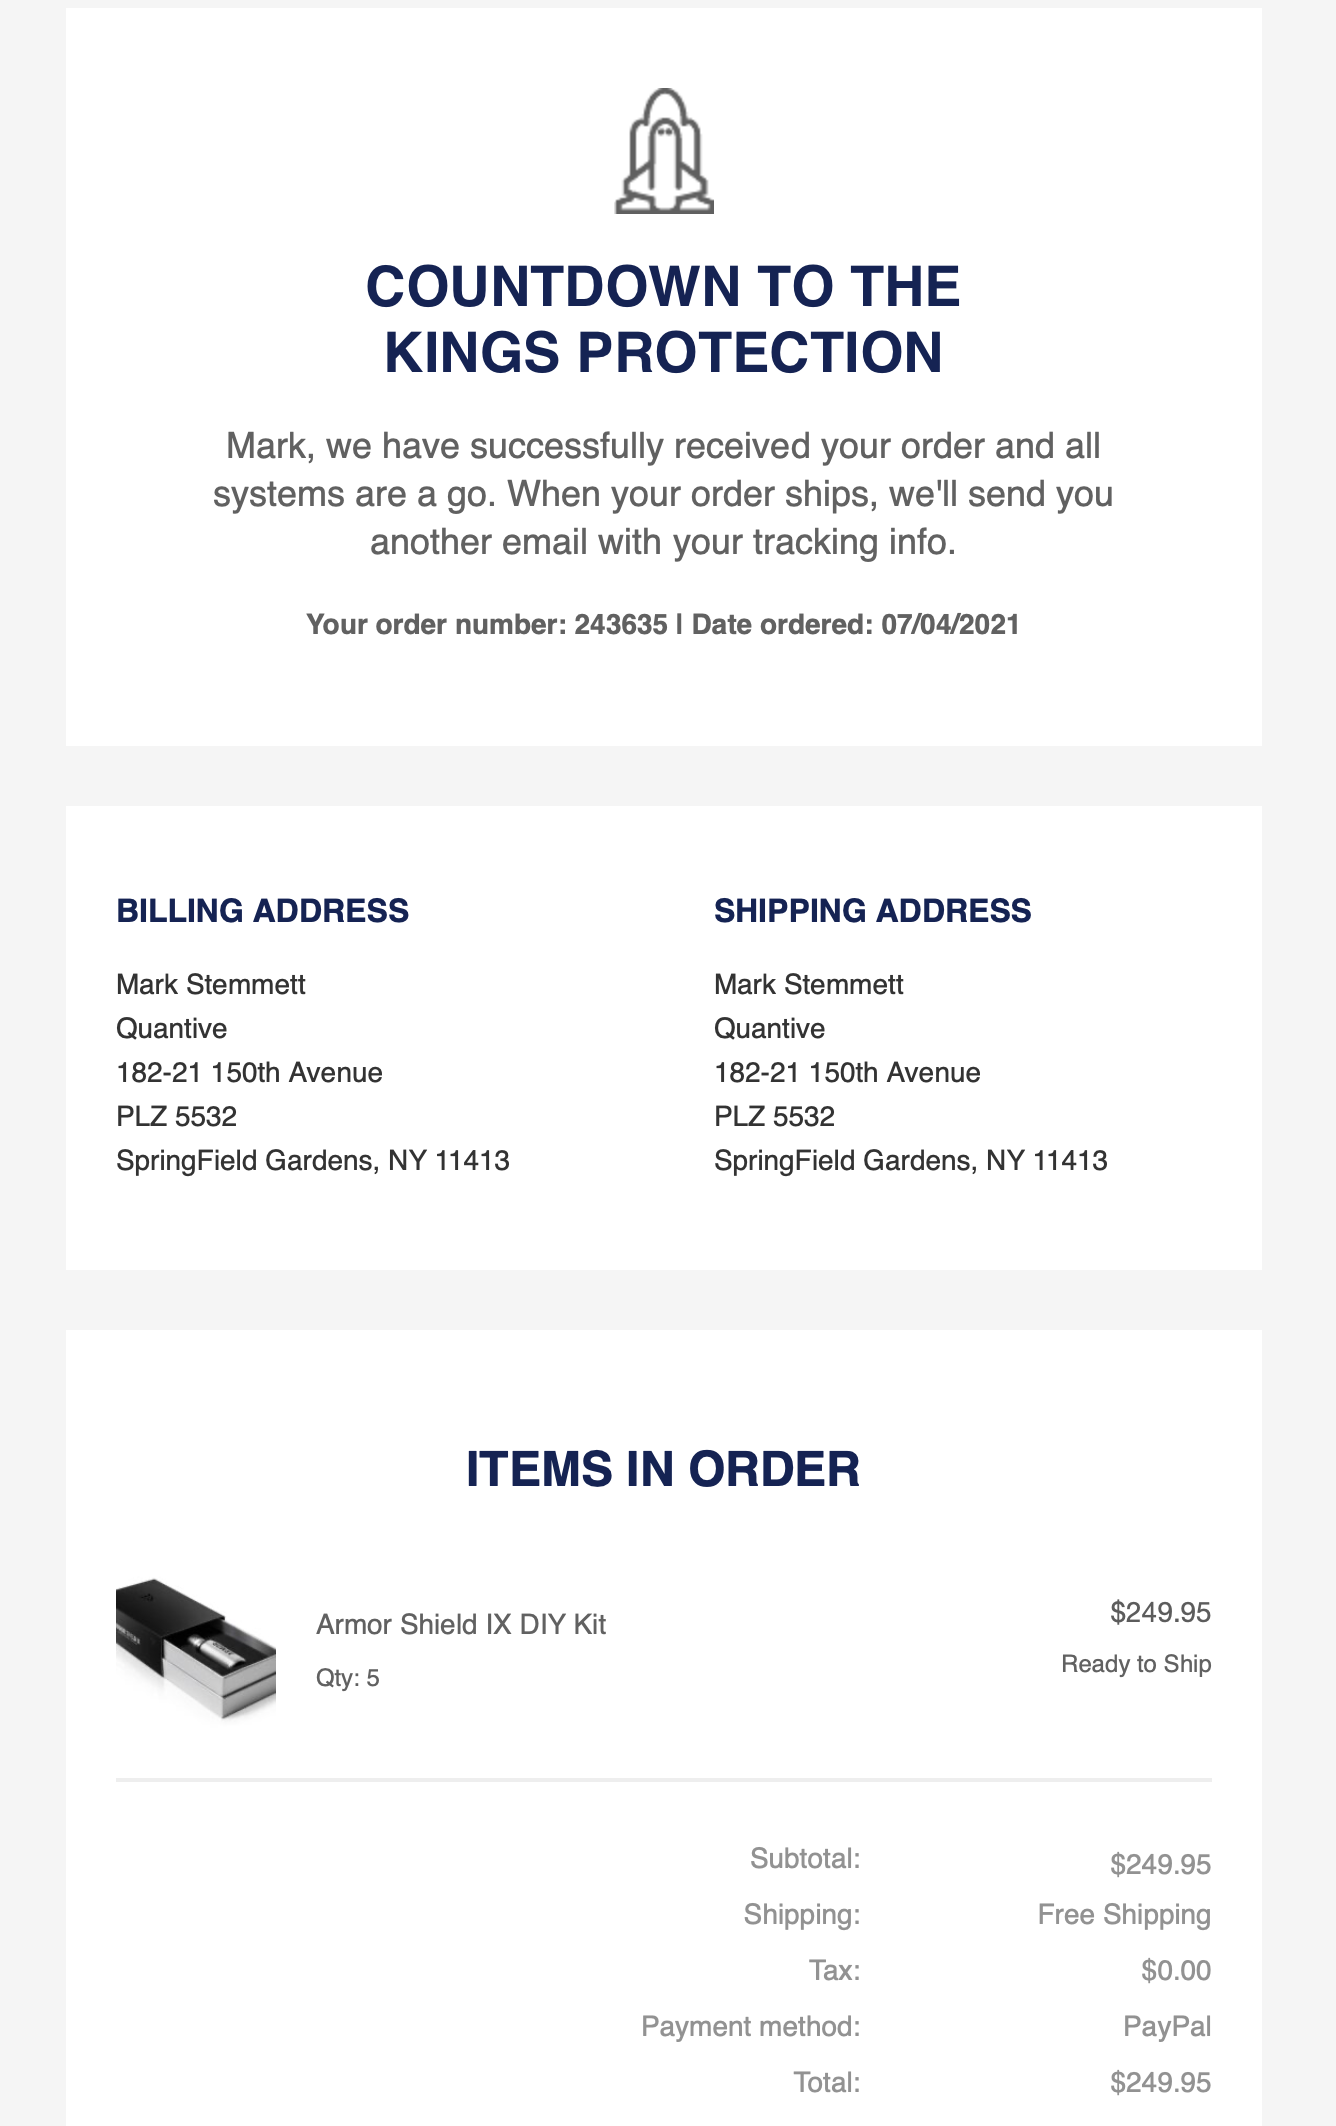 COUNTDOWN TO THE
KINGS PROTECTION
Mark, we have successfully received your order and all
systems are a go. When your order ships, we'll send you
another email with your tracking info.
Your order number: 243635 | Date ordered: 07/04/2021
BILLING ADDRESS
Mark Stemmett
Quantive
182-21 150th Avenue
PLZ 5532
SpringField Gardens, NY 11413
SHIPPING ADDRESS
Mark Stemmett
Quantive
182-21 150th Avenue
PLZ 5532
SpringField Gardens, NY 11413
ITEMS IN ORDER
Armor Shield IX DIY Kit
Qty: 5
$249.95
Ready to Ship
Subtotal: $249.95
Shipping: Free Shipping
Tax: $0.00
Payment method: PayPal
Total: $249.95